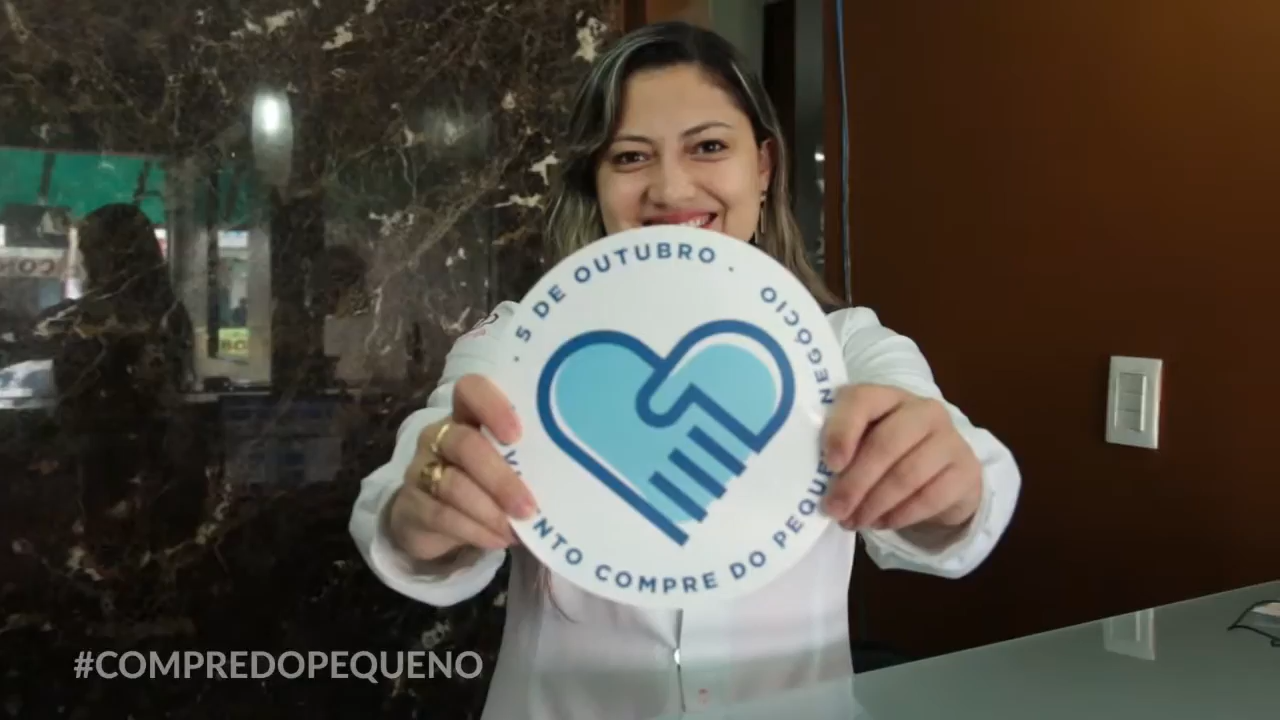 · 5 DE OUTUBRO ·
NTO COMPRE DO PEQUE
NEGÓCIO
#COMPREDOPEQUENO